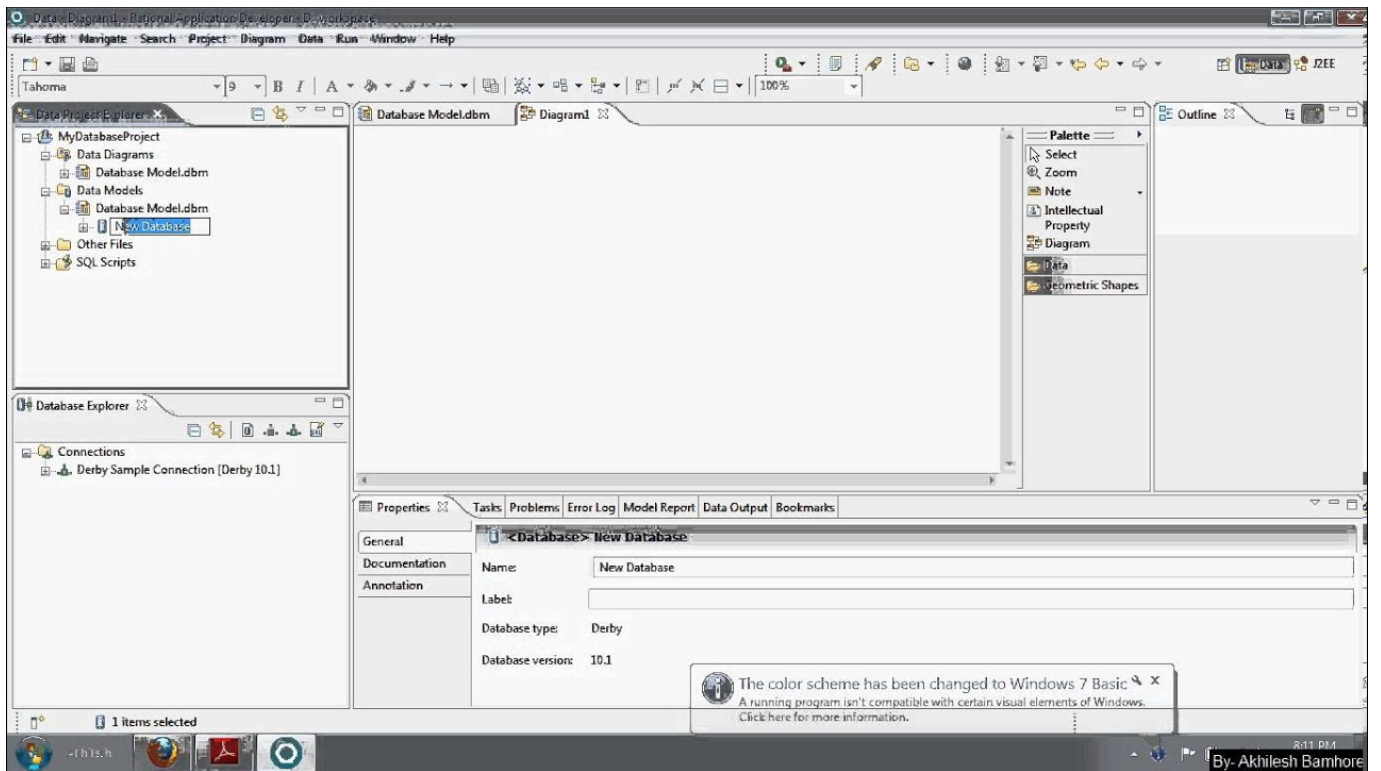 Data - Diagram1 - Rational Application Developer - D:\workspace
File Edit Navigate Search Project Diagram Data Run Window Help
Data J2EE
Tahoma 9 B I A 100%
Data Project Explorer
MyDatabaseProject
Data Diagrams
Database Model.dbm
Data Models
Database Model.dbm
New Database
Other Files
SQL Scripts
Database Model.dbm Diagram1
Palette
Select
Zoom
Note
Intellectual
Property
Diagram
Data
Geometric Shapes
Outline
Database Explorer
Connections
Derby Sample Connection [Derby 10.1]
Properties Tasks Problems Error Log Model Report Data Output Bookmarks
General
Documentation
Annotation
<Database> New Database
Name: New Database
Label:
Database type: Derby
Database version: 10.1
The color scheme has been changed to Windows 7 Basic
A running program isn't compatible with certain visual elements of Windows.
Click here for more information.
1 items selected
8:11 PM
By- Akhilesh Bamhore